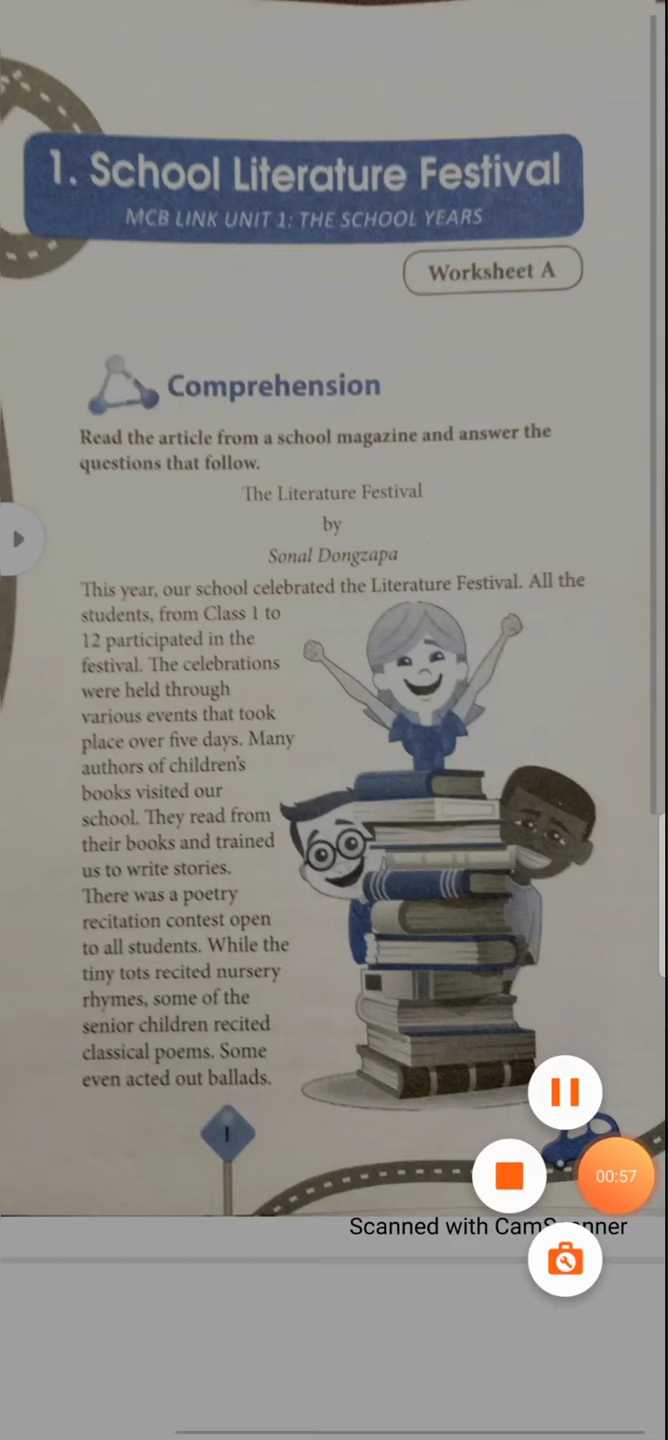 1. School Literature Festival
MCB LINK UNIT 1: THE SCHOOL YEARS
Worksheet A
Comprehension
Read the article from a school magazine and answer the
questions that follow.
The Literature Festival
by
Sonal Dongzapa
This year, our school celebrated the Literature Festival. All the
students, from Class 1 to
12 participated in the
festival. The celebrations
were held through
various events that took
place over five days. Many
authors of children's
books visited our
school. They read from
their books and trained
us to write stories.
There was a poetry
recitation contest open
to all students. While the
tiny tots recited nursery
rhymes, some of the
senior children recited
classical poems. Some
even acted out ballads.
1
00:57
Scanned with